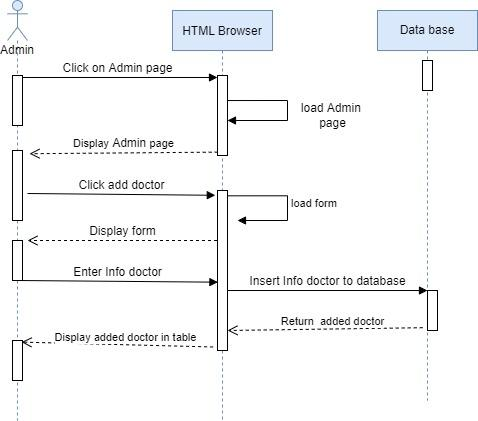 HTML Browser
Data base
Admin
Click on Admin page
load Admin
page
Display Admin page
Click add doctor
load form
Display form
Enter Info doctor
Insert Info doctor to database
Return added doctor
Display added doctor in table